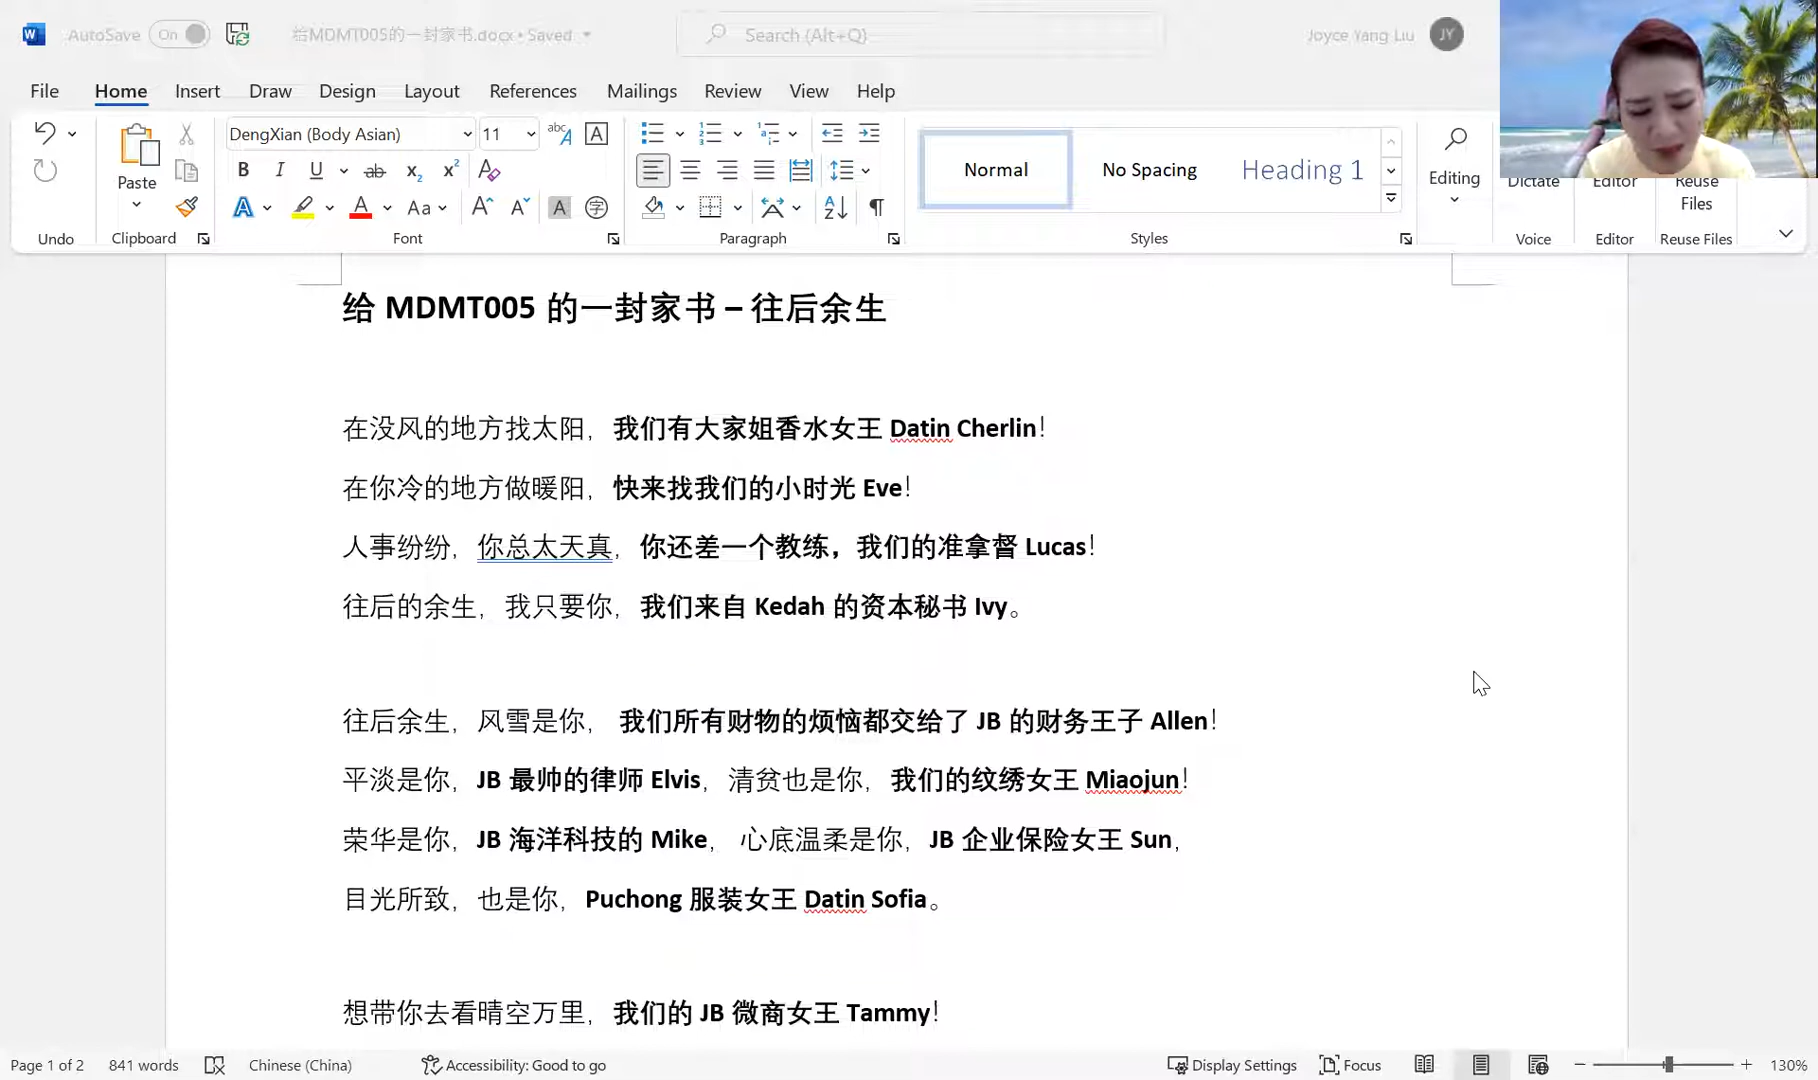 AutoSave On 给MDMT005的一封家书.docx • Saved Search (Alt+Q) Joyce Yang Liu JY
File Home Insert Draw Design Layout References Mailings Review View Help
DengXian (Body Asian) 11
Paste
Normal No Spacing Heading 1
Editing Dictate Editor Reuse Files
Undo Clipboard Font Paragraph Styles Voice Editor Reuse Files
给 MDMT005 的一封家书 – 往后余生
在没风的地方找太阳，我们有大家姐香水女王 Datin Cherlin！
在你冷的地方做暖阳，快来找我们的小时光 Eve！
人事纷纷，你总太天真，你还差一个教练，我们的准拿督 Lucas！
往后的余生，我只要你，我们来自 Kedah 的资本秘书 Ivy。
往后余生，风雪是你， 我们所有财物的烦恼都交给了 JB 的财务王子 Allen！
平淡是你，JB 最帅的律师 Elvis，清贫也是你，我们的纹绣女王 Miaojun！
荣华是你，JB 海洋科技的 Mike， 心底温柔是你，JB 企业保险女王 Sun，
目光所致，也是你，Puchong 服装女王 Datin Sofia。
想带你去看晴空万里，我们的 JB 微商女王 Tammy！
Page 1 of 2 841 words Chinese (China) Accessibility: Good to go Display Settings Focus 130%